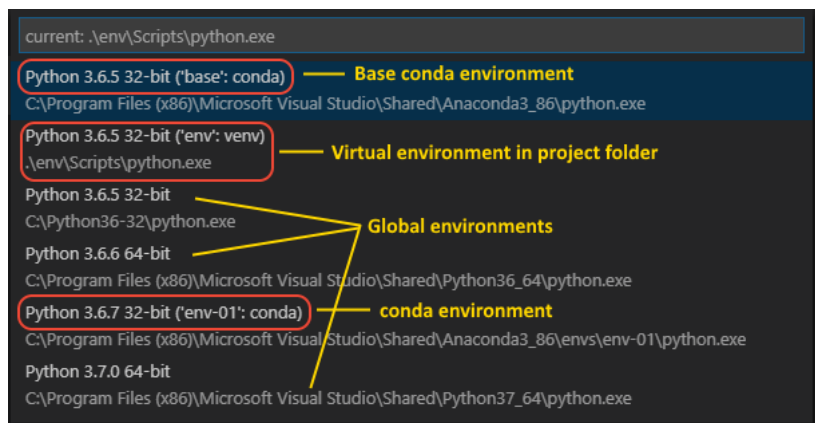 current: .\env\Scripts\python.exe
Python 3.6.5 32-bit ('base': conda)
Base conda environment
C:\Program Files (x86)\Microsoft Visual Studio\Shared\Anaconda3_86\python.exe
Python 3.6.5 32-bit ('env': venv)
Virtual environment in project folder
.\env\Scripts\python.exe
Python 3.6.5 32-bit
C:\Python36-32\python.exe
Global environments
Python 3.6.6 64-bit
C:\Program Files (x86)\Microsoft Visual Studio\Shared\Python36_64\python.exe
Python 3.6.7 32-bit ('env-01': conda)
conda environment
C:\Program Files (x86)\Microsoft Visual Studio\Shared\Anaconda3_86\envs\env-01\python.exe
Python 3.7.0 64-bit
C:\Program Files (x86)\Microsoft Visual Studio\Shared\Python37_64\python.exe